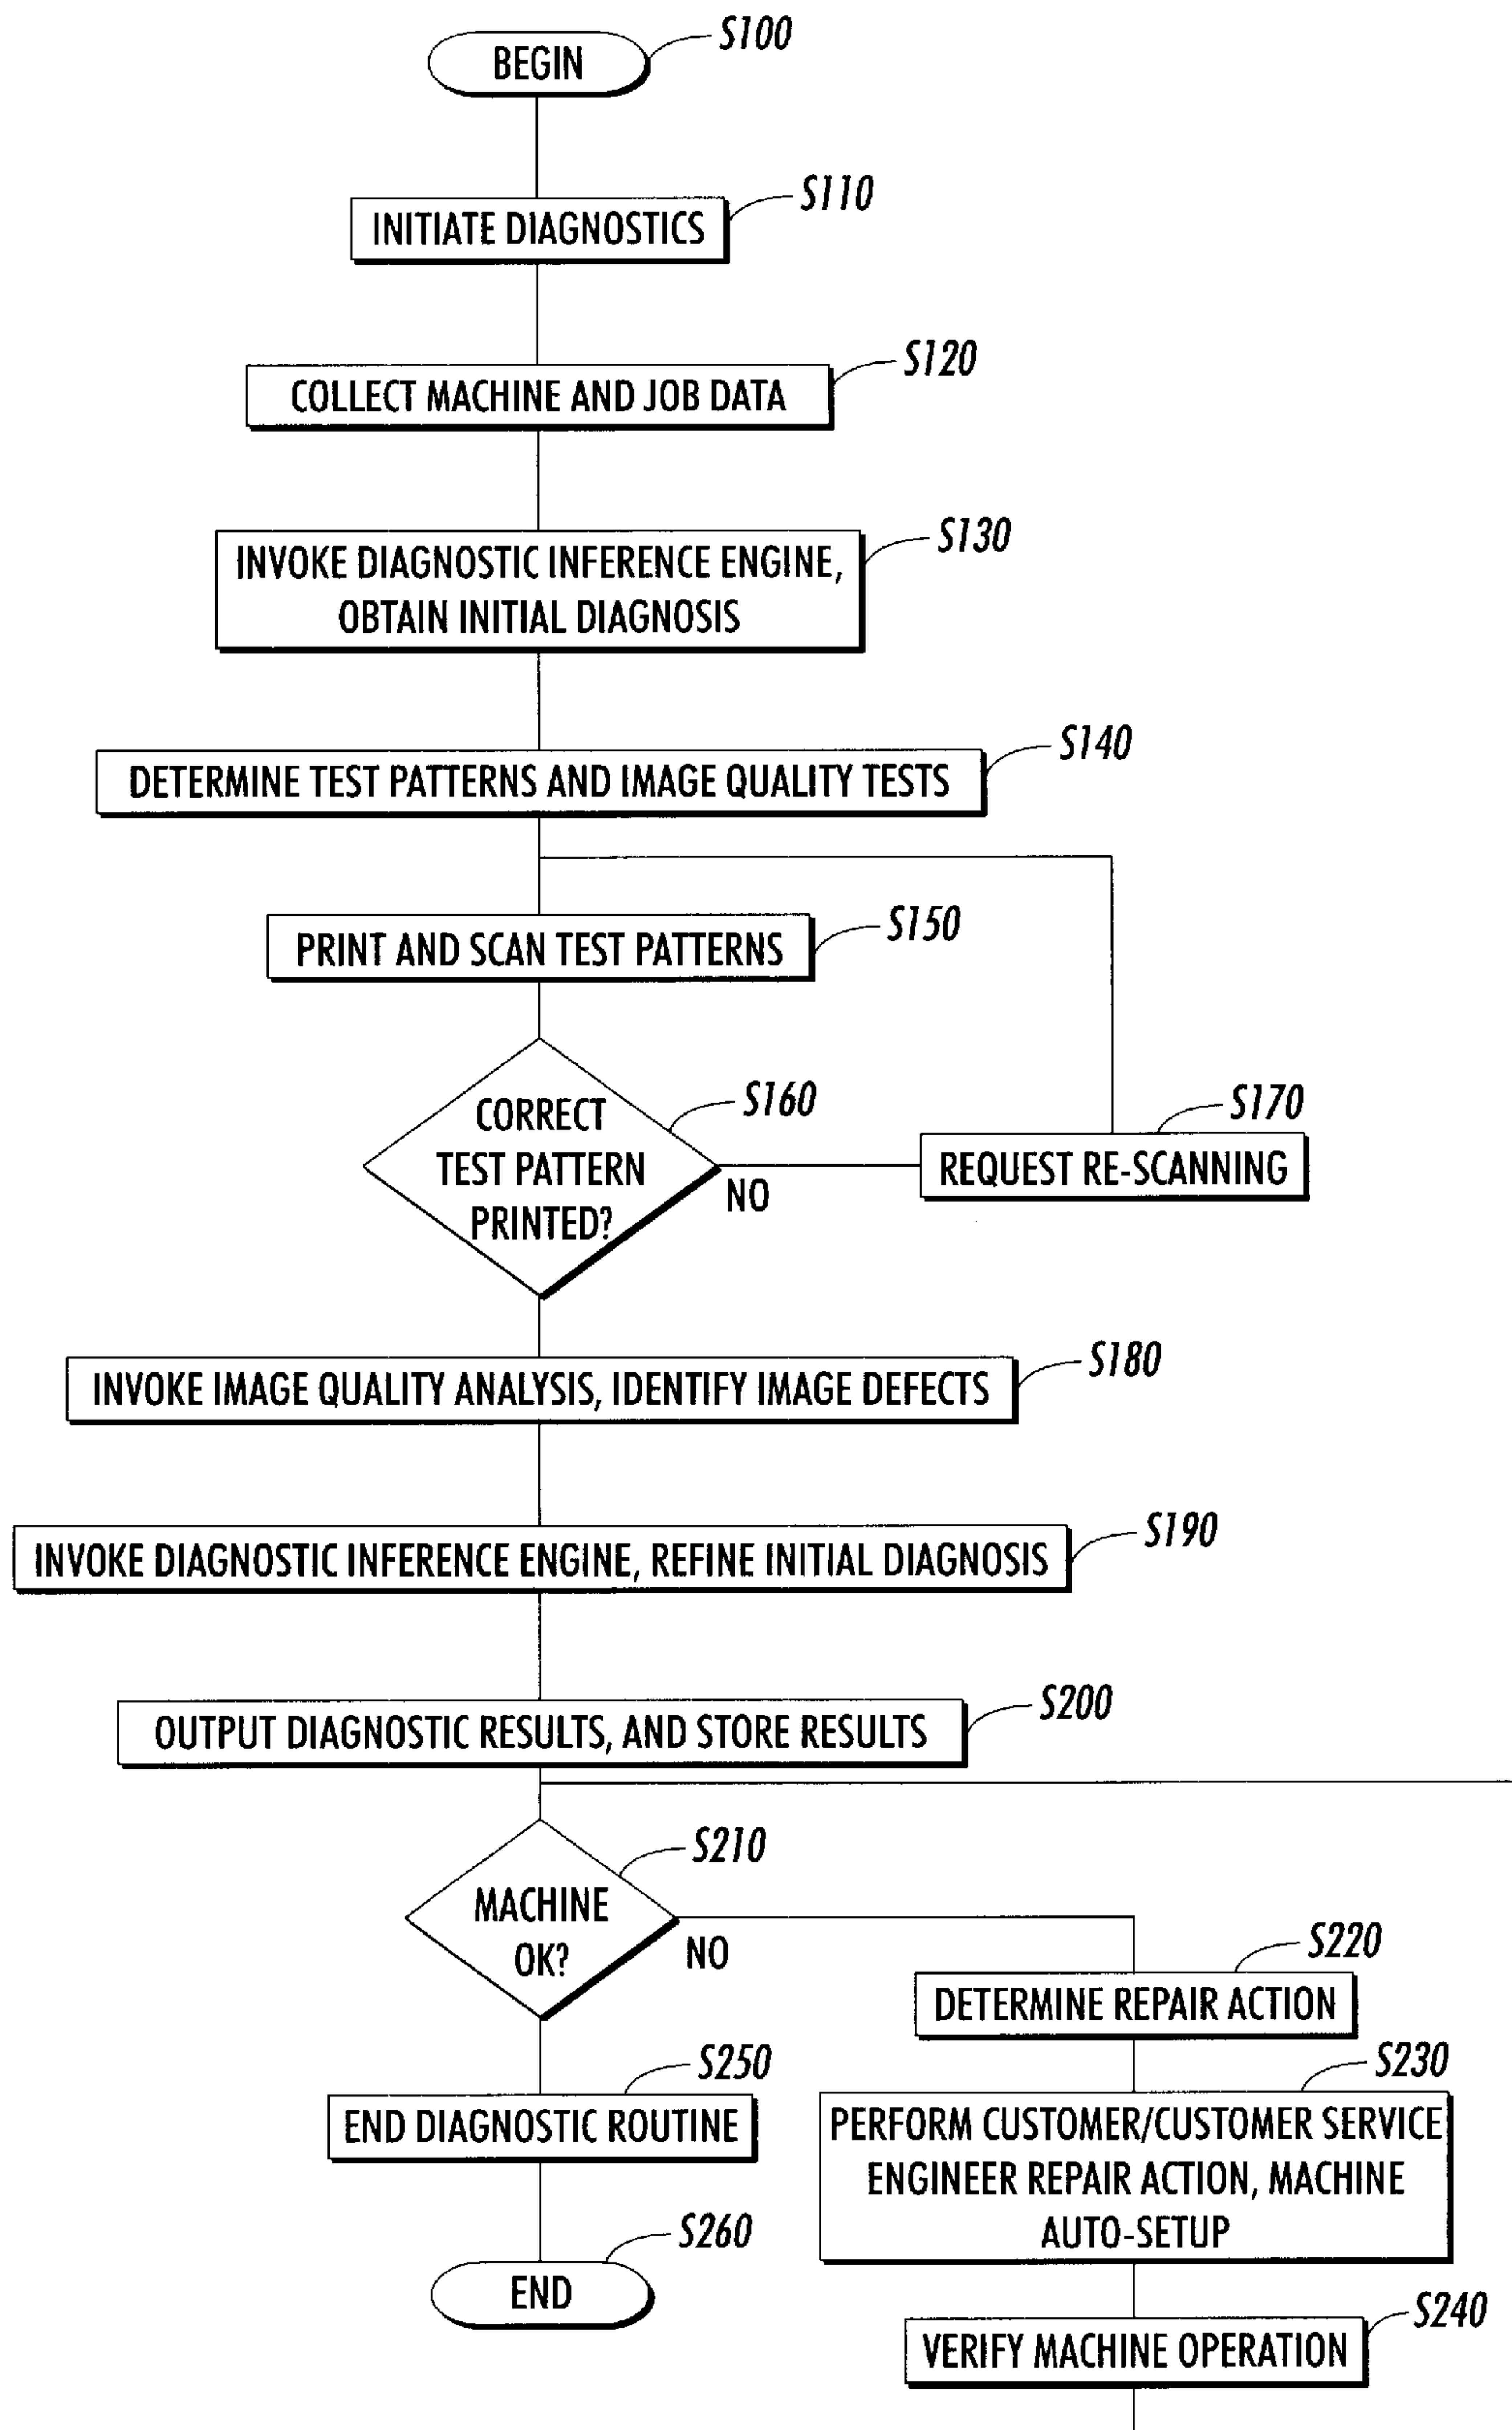 BEGIN
S100
INITIATE DIAGNOSTICS
S110
COLLECT MACHINE AND JOB DATA
S120
INVOKE DIAGNOSTIC INFERENCE ENGINE,
OBTAIN INITIAL DIAGNOSIS
S130
DETERMINE TEST PATTERNS AND IMAGE QUALITY TESTS
S140
PRINT AND SCAN TEST PATTERNS
S150
CORRECT
TEST PATTERN
PRINTED?
S160
NO
REQUEST RE-SCANNING
S170
INVOKE IMAGE QUALITY ANALYSIS, IDENTIFY IMAGE DEFECTS
S180
INVOKE DIAGNOSTIC INFERENCE ENGINE, REFINE INITIAL DIAGNOSIS
S190
OUTPUT DIAGNOSTIC RESULTS, AND STORE RESULTS
S200
MACHINE
OK?
S210
NO
DETERMINE REPAIR ACTION
S220
PERFORM CUSTOMER/CUSTOMER SERVICE
ENGINEER REPAIR ACTION, MACHINE
AUTO-SETUP
S230
VERIFY MACHINE OPERATION
S240
END DIAGNOSTIC ROUTINE
S250
END
S260